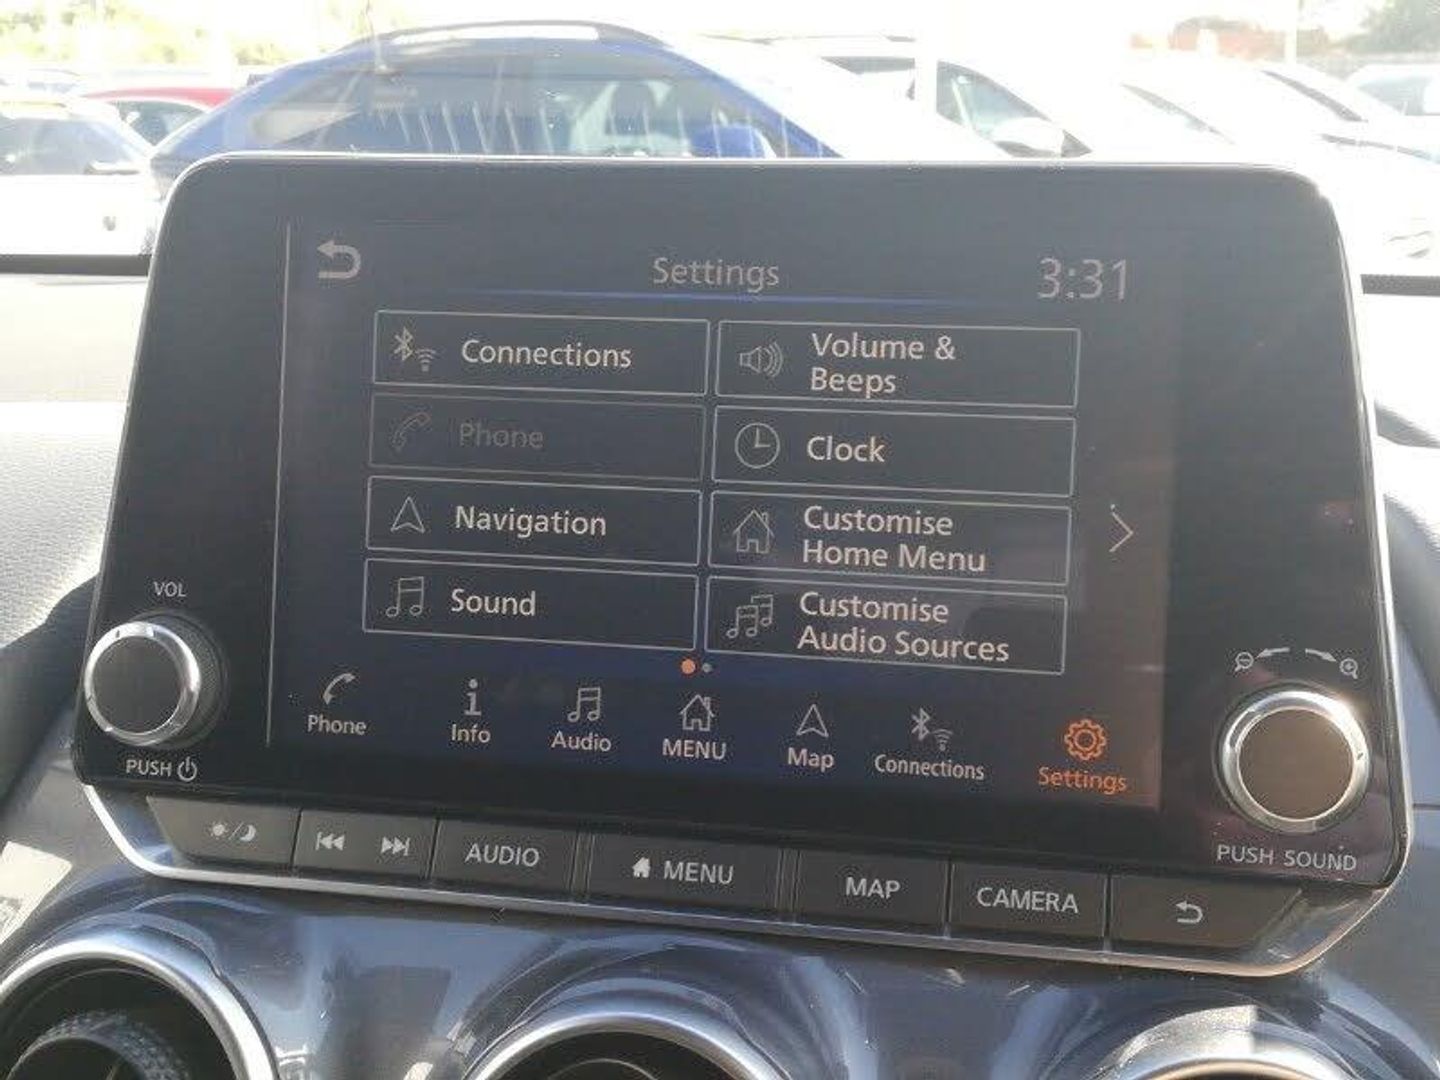 Settings
3:31
Connections
Volume &
Beeps
Phone
Clock
Navigation
Customise
Home Menu
Sound
Customise
Audio Sources
VOL
PUSH
Phone
Info
Audio
MENU
Map
Connections
Settings
PUSH SOUND
AUDIO
MENU
MAP
CAMERA